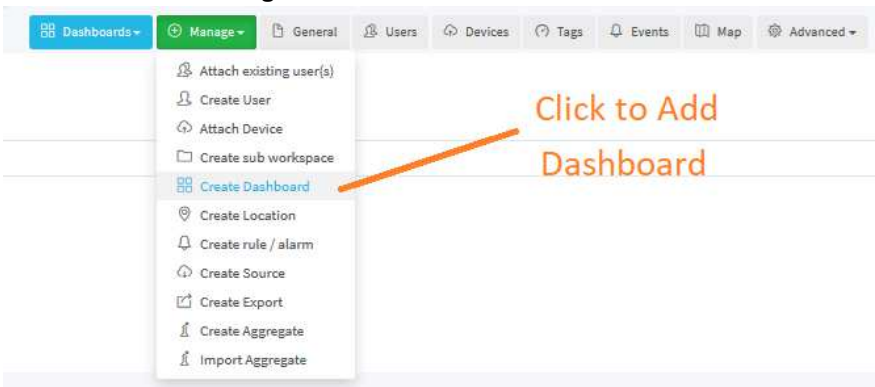 Dashboards Manage General Users Devices Tags Events Map Advanced
Attach existing user(s)
Create User
Attach Device
Create sub workspace
Create Dashboard
Create Location
Create rule / alarm
Create Source
Create Export
Create Aggregate
Import Aggregate
Click to Add
Dashboard